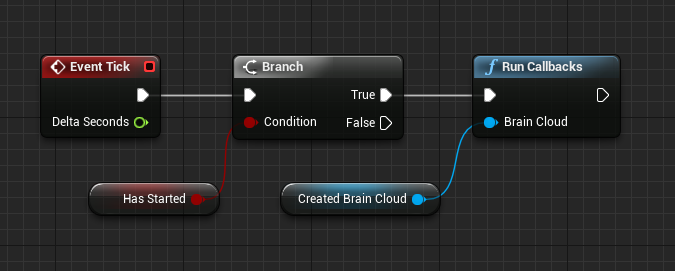 Event Tick
Delta Seconds
Branch
True
Condition
False
Run Callbacks
Brain Cloud
Has Started
Created Brain Cloud